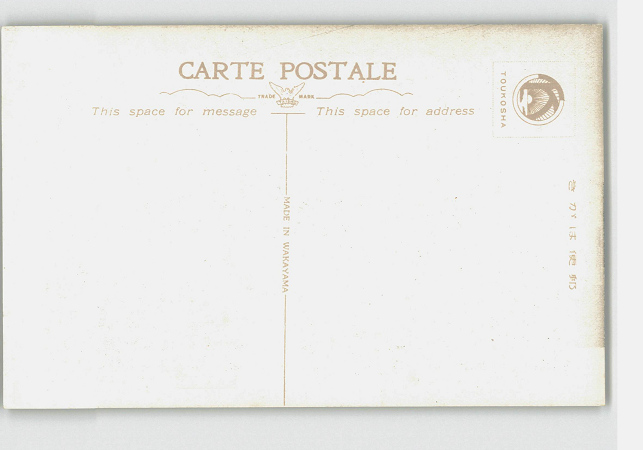 CARTE POSTALE
TRADE MARK
This space for message
This space for address
TOUKOSHA
MADE IN WAKAYAMA
きがは便郵